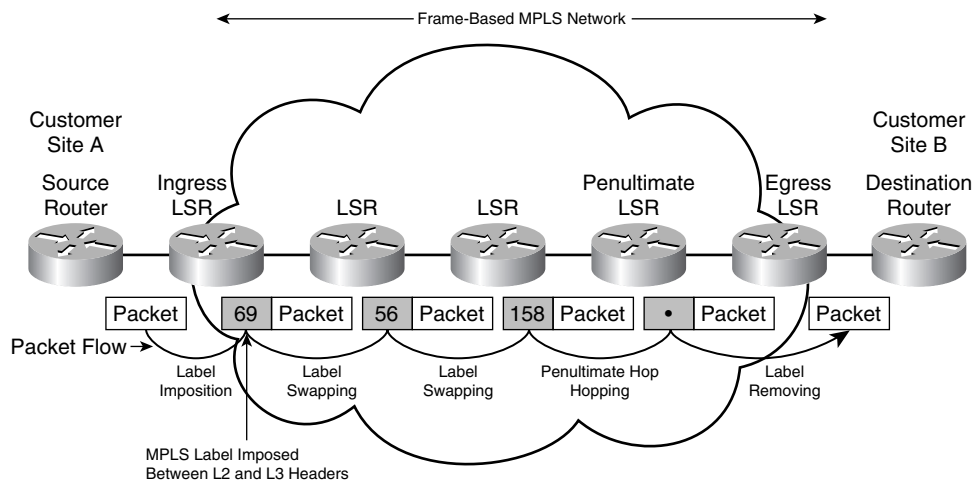 Frame-Based MPLS Network
Customer
Site A
Customer
Site B
Source
Router
Ingress
LSR
LSR
LSR
Penultimate
LSR
Egress
LSR
Destination
Router
Packet
69 Packet
56 Packet
158 Packet
• Packet
Packet
Packet Flow
Label
Imposition
Label
Swapping
Label
Swapping
Penultimate Hop
Hopping
Label
Removing
MPLS Label Imposed
Between L2 and L3 Headers